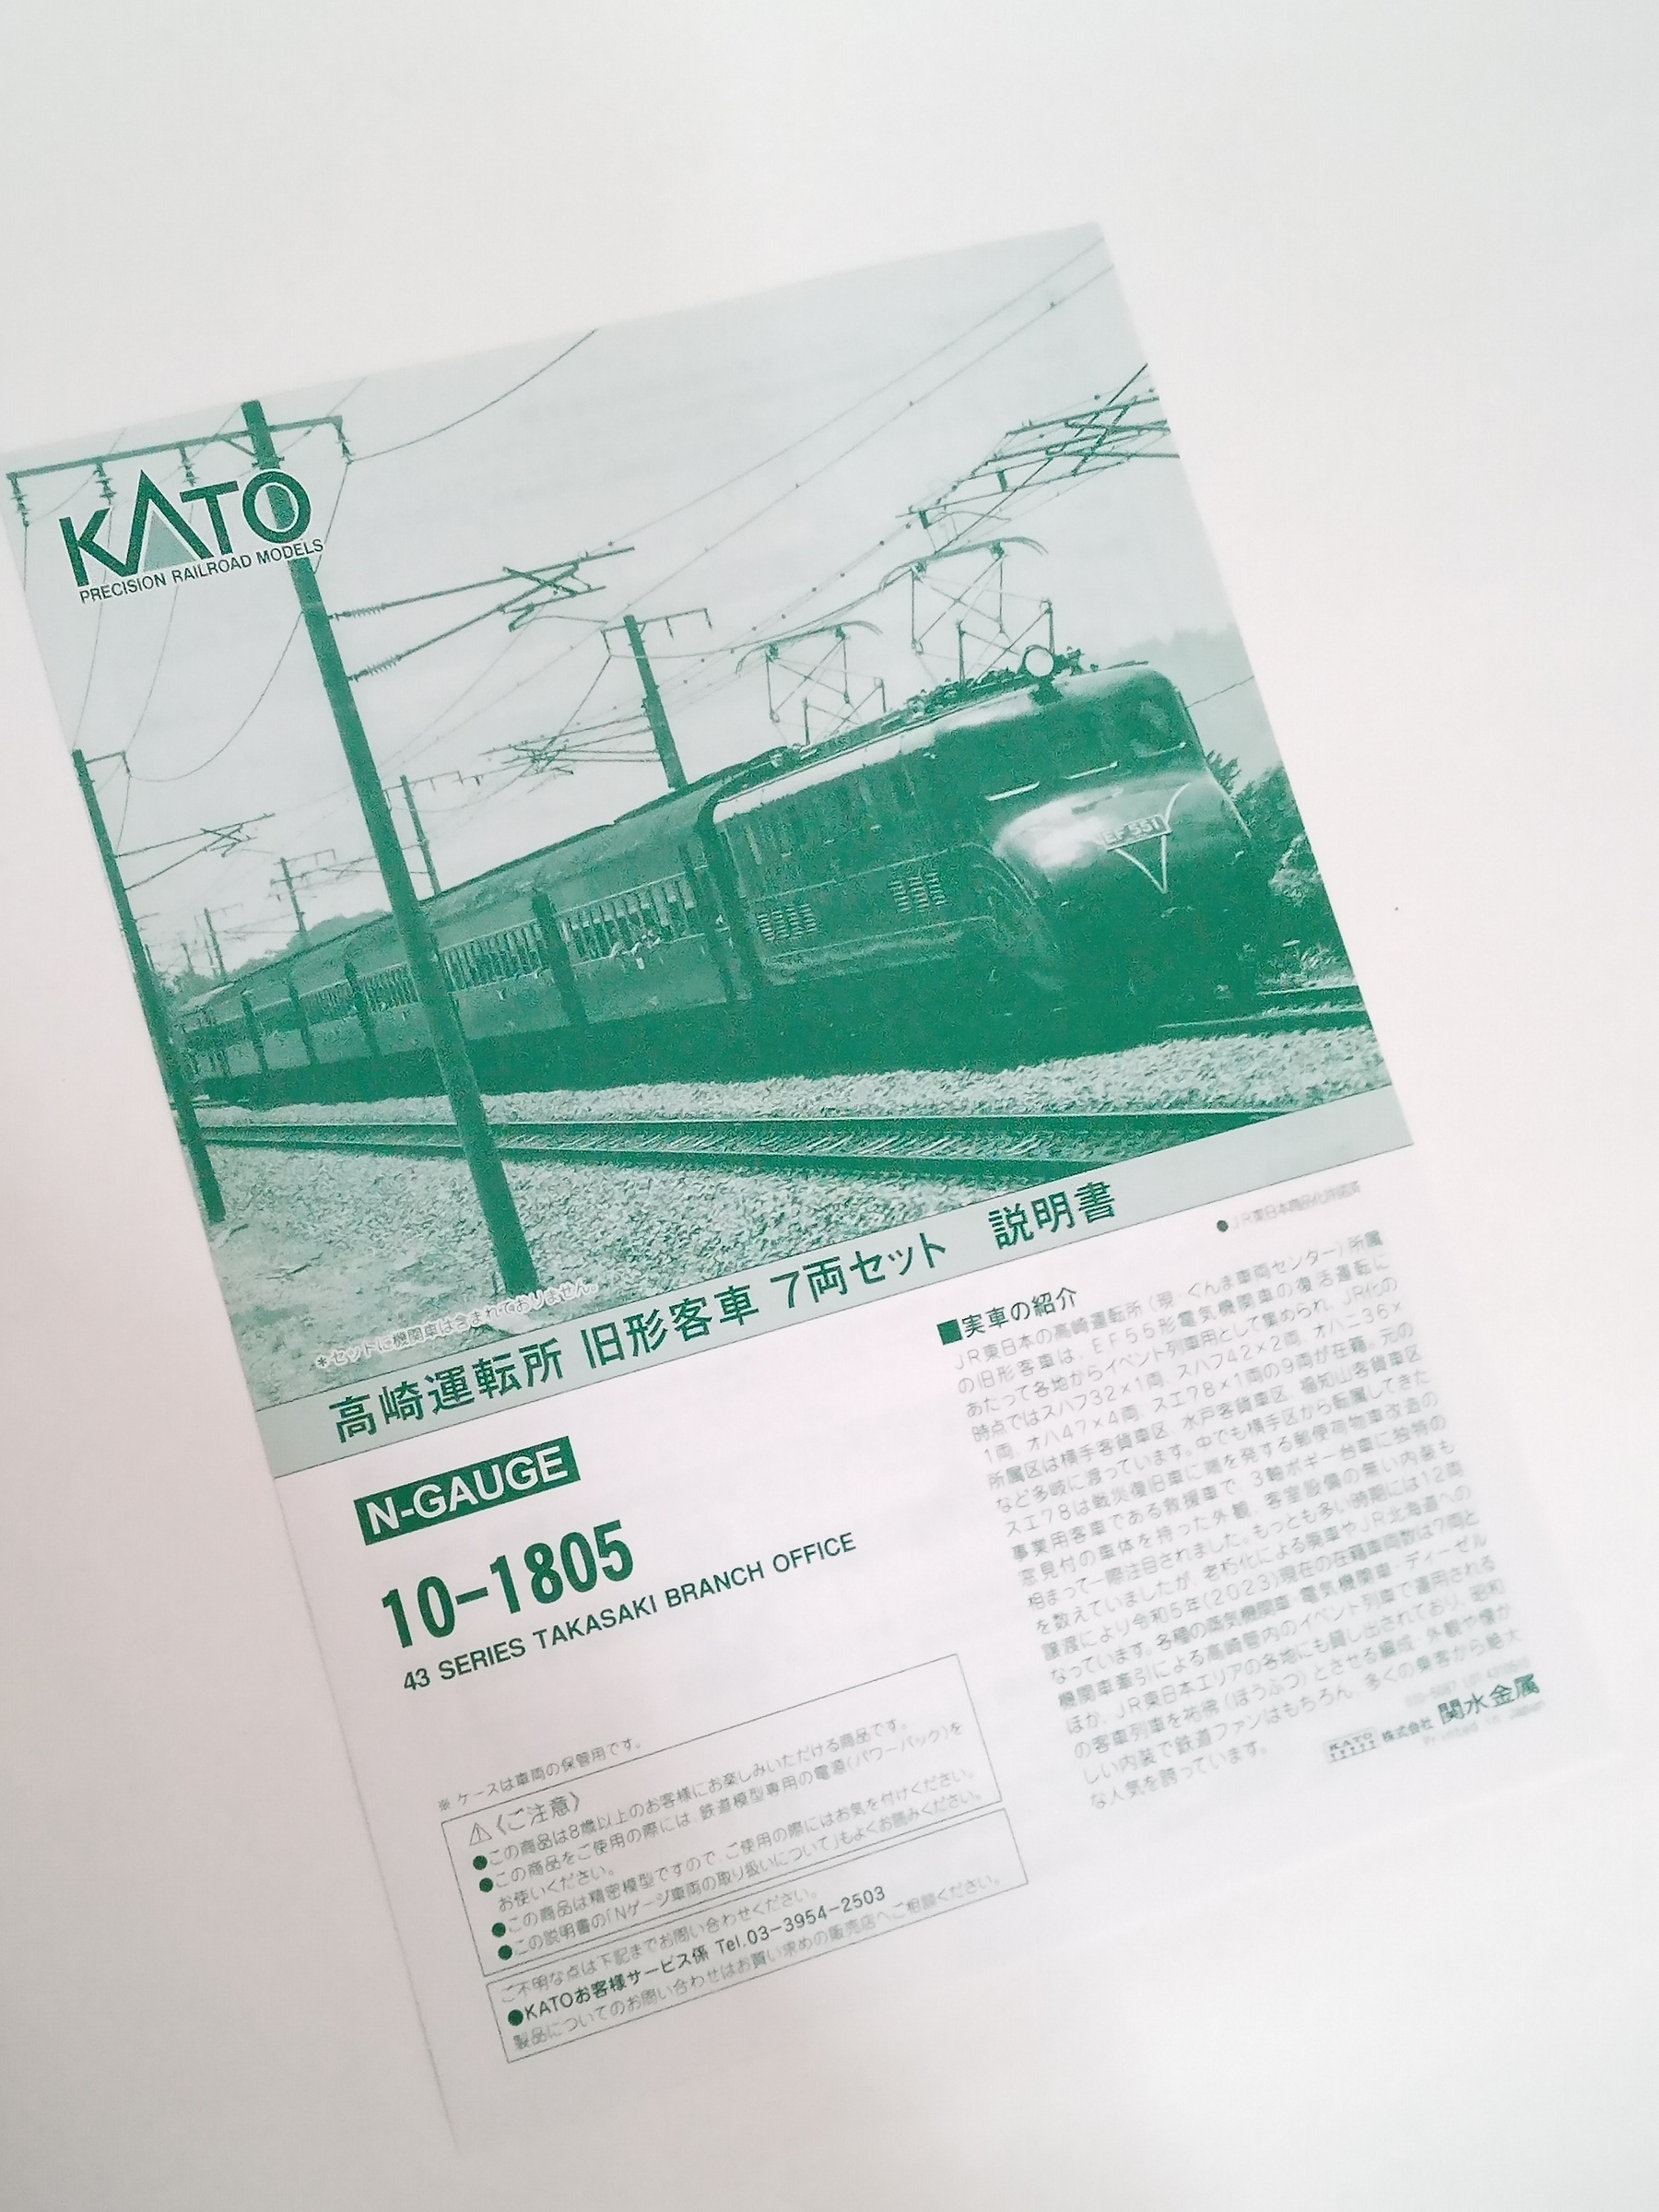 KATO
PRECISION RAILROAD MODELS
EF 551
*セットに機関車は含まれておりません。
高崎運転所 旧形客車 7両セット 説明書
●JR東日本商品化許諾済
N-GAUGE
10-1805
43 SERIES TAKASAKI BRANCH OFFICE
※ ケースは車両の保管用です。
⚠〈ご注意〉
●この商品は8歳以上のお客様にお楽しみいただける商品です。
●この商品をご使用の際には、鉄道模型専用の電源(パワーパック)を
お使いください。
●この商品は精密模型ですので、ご使用の際にはお気を付けください。
●この説明書の「Nゲージ車両の取り扱いについて」もよくお読みください。
ご不明な点は下記までお問い合わせください。
●KATOお客様サービス係 Tel.03-3954-2503
製品についてのお問い合わせはお買い求めの販売店へご相談ください。
■実車の紹介
JR東日本の高崎運転所(現・ぐんま車両センター)所属
の旧形客車は、EF55形電気機関車の復活運転に
あたって各地からイベント列車用として集められ、JR化の
時点ではスハフ32×1両、スハフ42×2両、オハニ36×
1両、オハ47×4両、スエ78×1両の9両が在籍。元の
所属区は横手客貨車区、水戸客貨車区、福知山客貨車区
など多岐に渡っています。中でも横手区から転属してきた
スエ78は戦災復旧車に端を発する郵便荷物車改造の
事業用客車である救援車で、3軸ボギー台車に独特の
窓見付の車体を持った外観、客室設備の無い内装も
相まって一際注目されました。もっとも多い時期には12両
を数えていましたが、老朽化による廃車やJR北海道への
譲渡により令和5年(2023)現在の在籍車両数は7両と
なっています。各種の蒸気機関車・電気機関車・ディーゼル
機関車牽引による高崎管内のイベント列車で運用される
ほか、JR東日本エリアの各地にも貸し出されており、昭和
の客車列車を彷彿(ほうふつ)とさせる編成、外観や懐か
しい内装で鉄道ファンはもちろん、多くの乗客から絶大
な人気を誇っています。
KATO 株式会社 関水金属
Printed in Japan